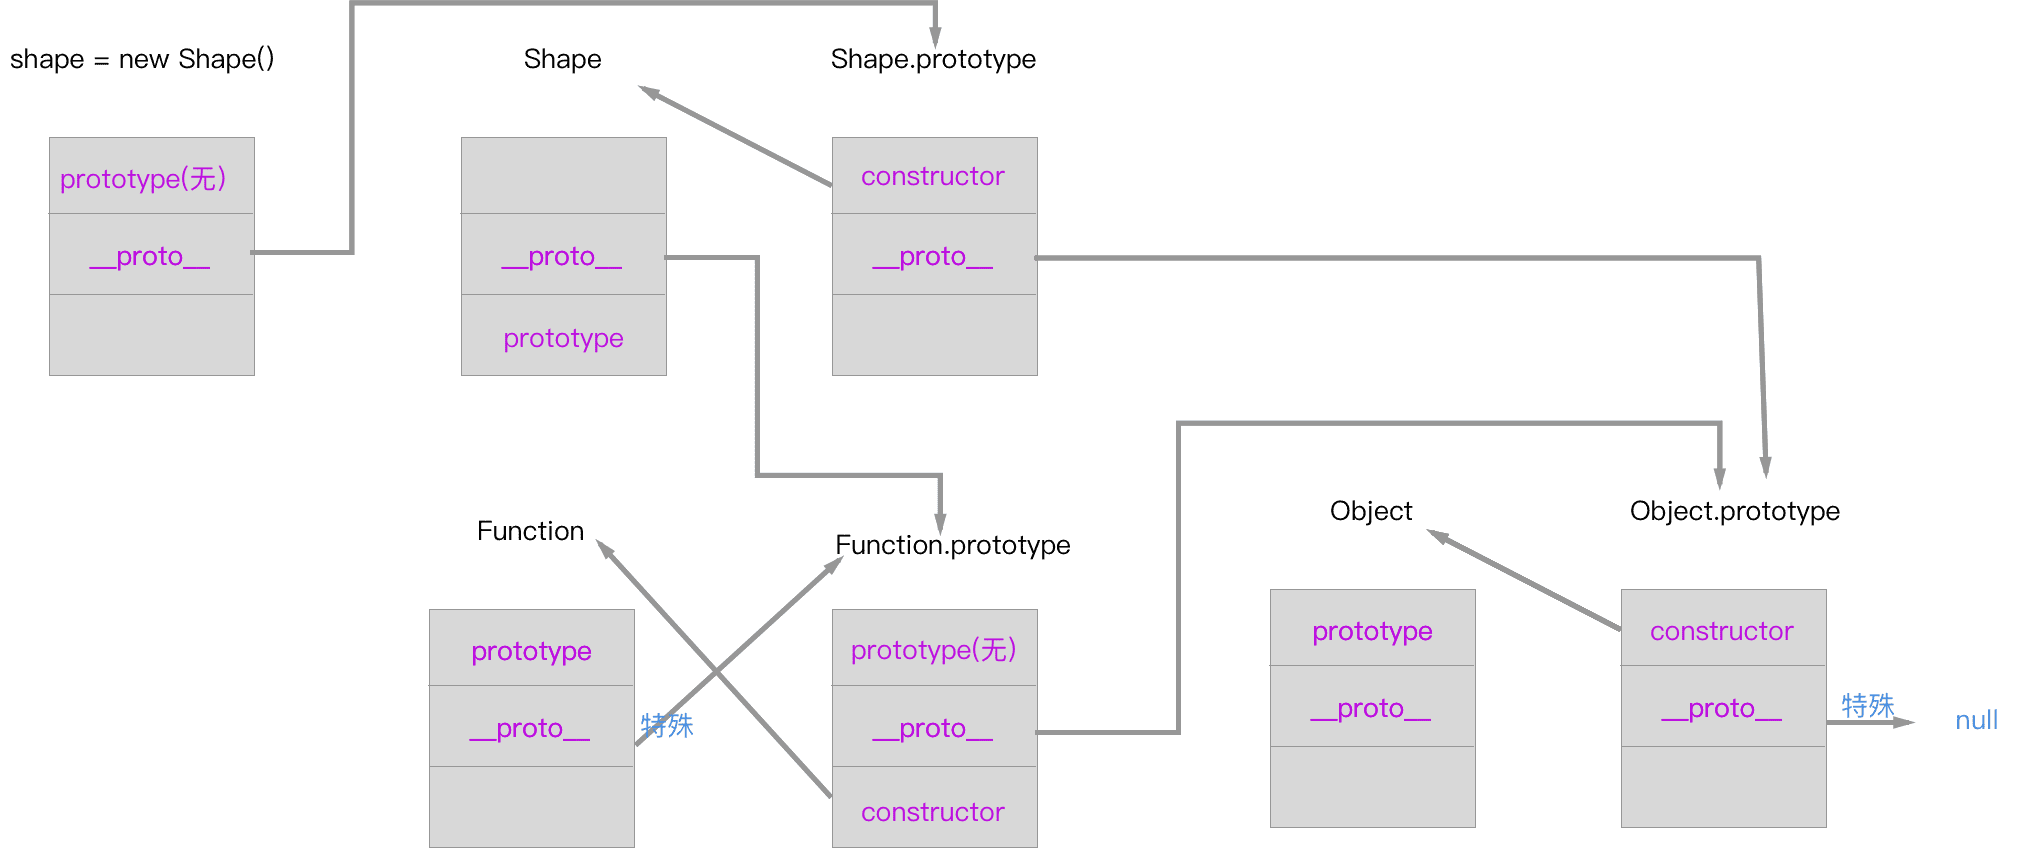 shape = new Shape()
Shape
Shape.prototype
prototype(无)
constructor
__proto__
__proto__
__proto__
prototype
Function
Function.prototype
Object
Object.prototype
prototype
prototype(无)
prototype
constructor
__proto__
特殊
__proto__
__proto__
__proto__
特殊
null
constructor